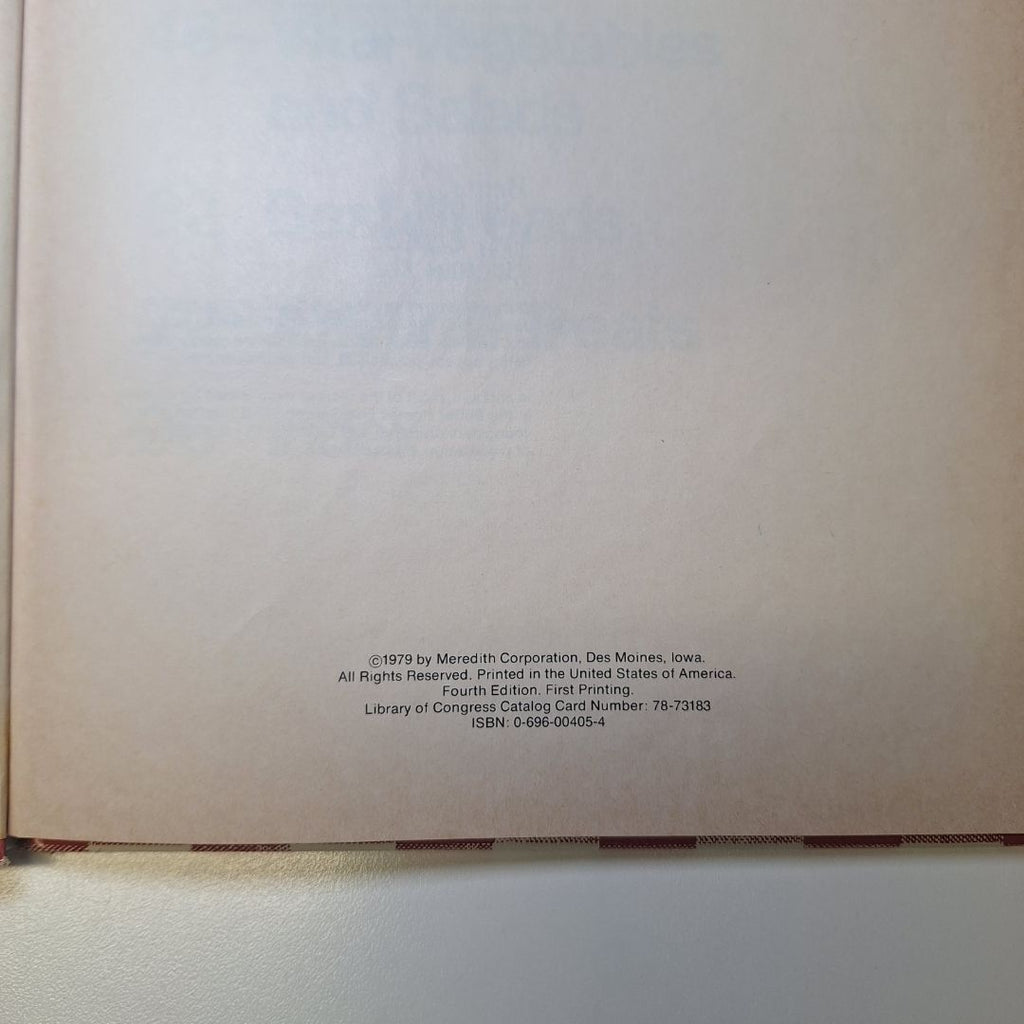 ©1979 by Meredith Corporation, Des Moines, Iowa.
All Rights Reserved. Printed in the United States of America.
Fourth Edition. First Printing.
Library of Congress Catalog Card Number: 78-73183
ISBN: 0-696-00405-4